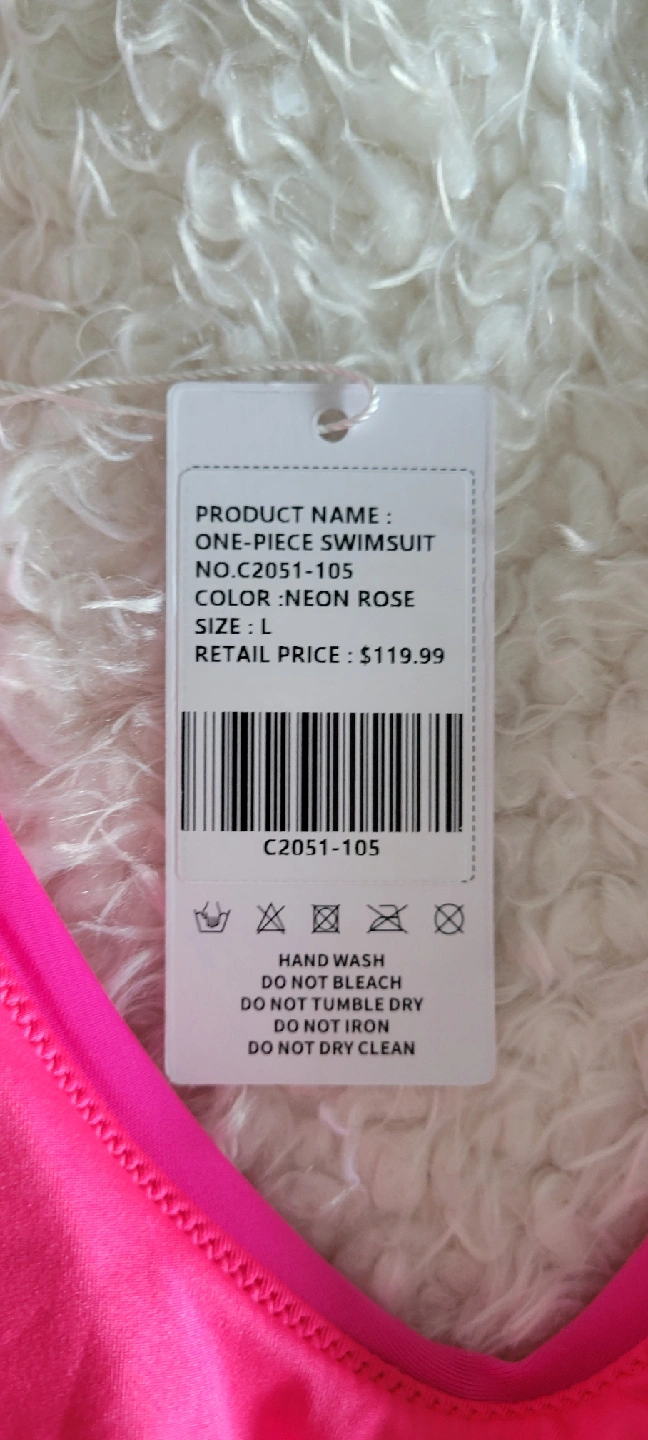 PRODUCT NAME :
ONE-PIECE SWIMSUIT
NO.C2051-105
COLOR :NEON ROSE
SIZE : L
RETAIL PRICE : $119.99
C2051-105
HAND WASH
DO NOT BLEACH
DO NOT TUMBLE DRY
DO NOT IRON
DO NOT DRY CLEAN